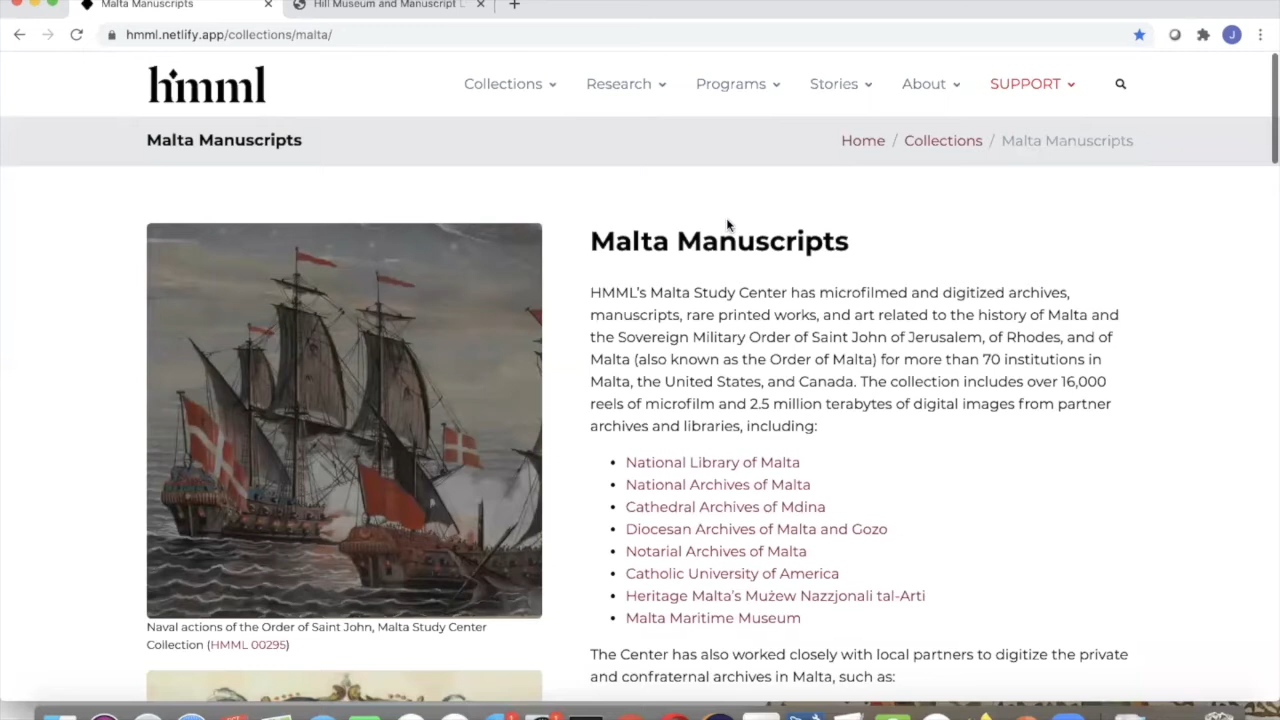 Malta Manuscripts
Hill Museum and Manuscript L
hmml.netlify.app/collections/malta/
J
hmml
Collections
Research
Programs
Stories
About
SUPPORT
Malta Manuscripts
Home / Collections / Malta Manuscripts
Malta Manuscripts
HMML's Malta Study Center has microfilmed and digitized archives,
manuscripts, rare printed works, and art related to the history of Malta and
the Sovereign Military Order of Saint John of Jerusalem, of Rhodes, and of
Malta (also known as the Order of Malta) for more than 70 institutions in
Malta, the United States, and Canada. The collection includes over 16,000
reels of microfilm and 2.5 million terabytes of digital images from partner
archives and libraries, including:
• National Library of Malta
• National Archives of Malta
• Cathedral Archives of Mdina
• Diocesan Archives of Malta and Gozo
• Notarial Archives of Malta
• Catholic University of America
• Heritage Malta's Mużew Nazzjonali tal-Arti
• Malta Maritime Museum
The Center has also worked closely with local partners to digitize the private
and confraternal archives in Malta, such as:
Naval actions of the Order of Saint John, Malta Study Center
Collection (HMML 00295)